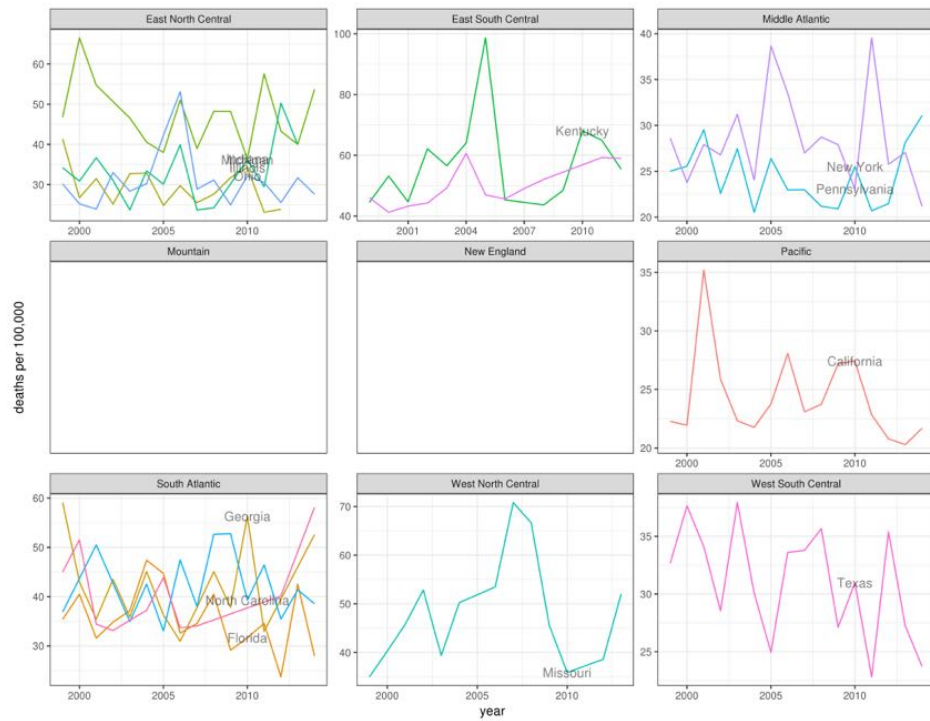 East North Central
East South Central
Middle Atlantic
60
50
40
30
Michigan
Indiana
Illinois
Ohio
2000 2005 2010
100
80
60
40
Kentucky
2001 2004 2007 2010
40
35
30
25
20
New York
Pennsylvania
2000 2005 2010
Mountain
New England
Pacific
35
30
25
20
California
2000 2005 2010
deaths per 100,000
South Atlantic
West North Central
West South Central
60
50
40
30
Georgia
North Carolina
Florida
2000 2005 2010
70
60
50
40
Missouri
2000 2005 2010
35
30
25
Texas
2000 2005 2010
year